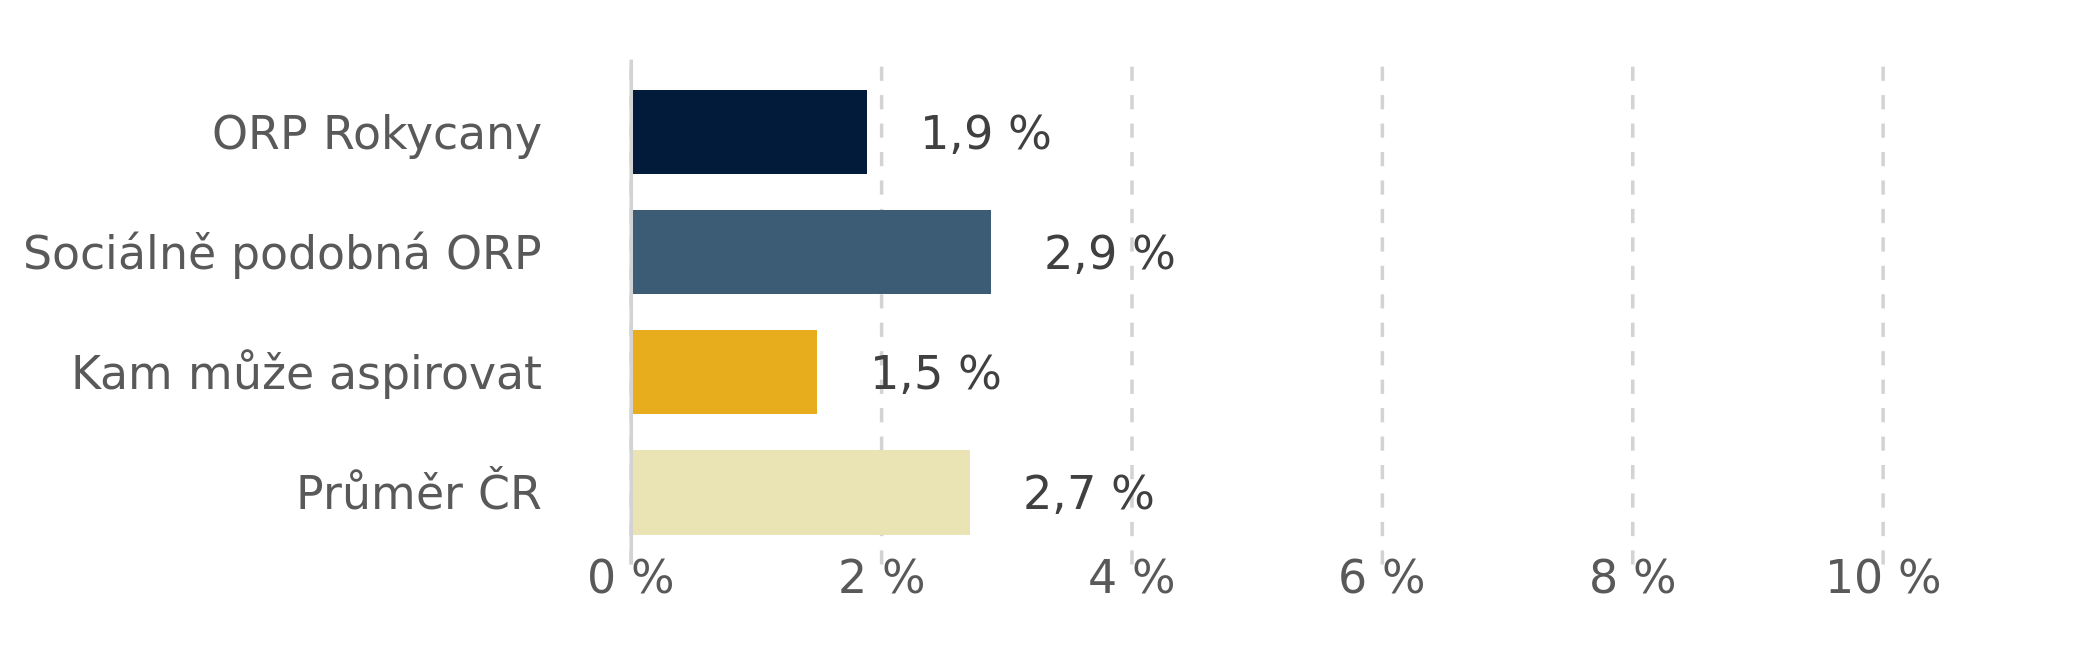 ORP Rokycany 1,9 %
Sociálně podobná ORP 2,9 %
Kam může aspirovat 1,5 %
Průměr ČR 2,7 %
0 % 2 % 4 % 6 % 8 % 10 %